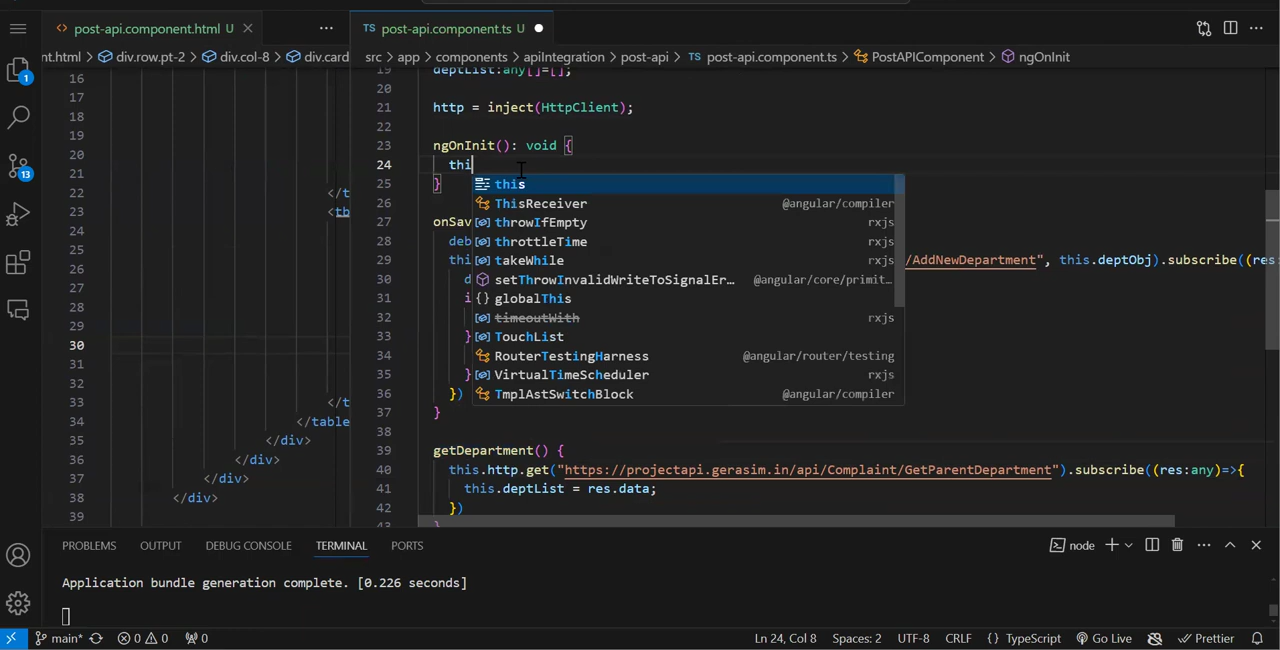 post-api.component.html U
TS post-api.component.ts U
nt.html > div.row.pt-2 > div.col-8 > div.card
src > app > components > apiIntegration > post-api > TS post-api.component.ts > PostAPIComponent > ngOnInit
16
17
18
19
20
21
22 </t
23 <tb
24
25
26
27
28
29
30
31
32
33 </t
34 </table
35 </div>
36 </div>
37 </div>
38 </div>
39
19 deptList:any[]=[];
20
21 http = inject(HttpClient);
22
23 ngOnInit(): void {
24 thi
25 }
26
27 onSav
28 deb
29 this /AddNewDepartment", this.deptObj).subscribe((res:
30 d
31 i
32
33 }
34
35 }
36 })
37 }
38
39 getDepartment() {
40 this.http.get("https://projectapi.gerasim.in/api/Complaint/GetParentDepartment").subscribe((res:any)=>{
41 this.deptList = res.data;
42 })
43 }
this
ThisReceiver @angular/compiler
throwIfEmpty rxjs
throttleTime rxjs
takeWhile rxjs
setThrowInvalidWriteToSignalEr… @angular/core/primit…
globalThis
timeoutWith rxjs
TouchList
RouterTestingHarness @angular/router/testing
VirtualTimeScheduler rxjs
TmplAstSwitchBlock @angular/compiler
1
13
PROBLEMS OUTPUT DEBUG CONSOLE TERMINAL PORTS
node
Application bundle generation complete. [0.226 seconds]
main* 0 0 0 Ln 24, Col 8 Spaces: 2 UTF-8 CRLF {} TypeScript Go Live Prettier